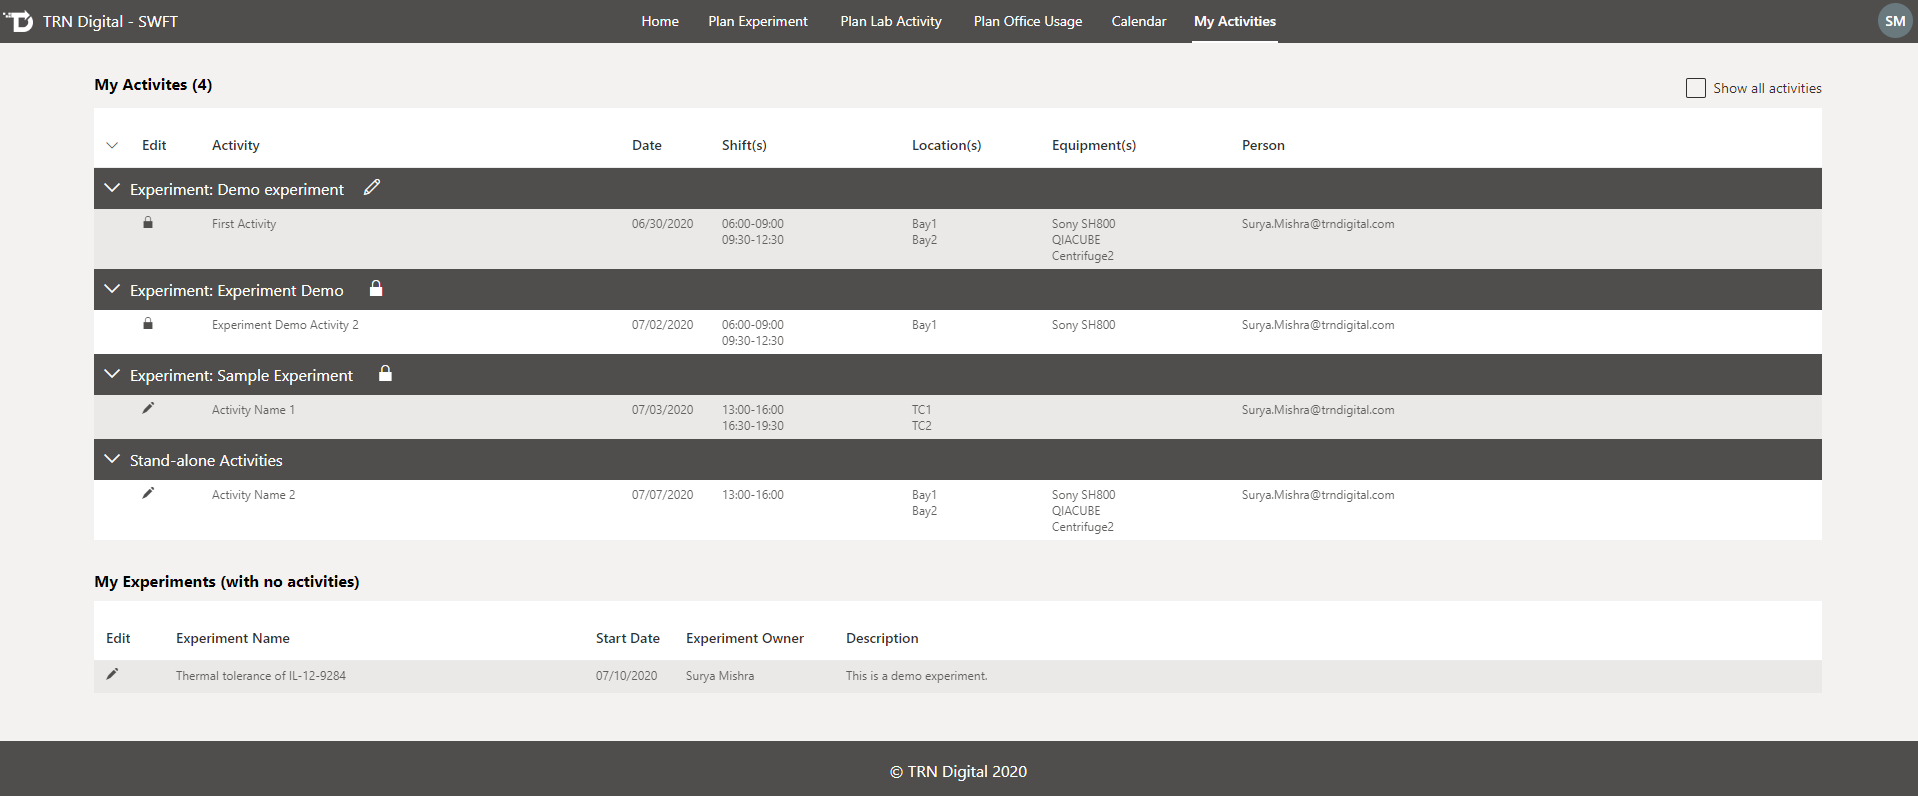 TRN Digital - SWFT
Home Plan Experiment Plan Lab Activity Plan Office Usage Calendar My Activities
SM
My Activites (4)
Show all activities
Edit Activity Date Shift(s) Location(s) Equipment(s) Person
Experiment: Demo experiment
First Activity 06/30/2020 06:00-09:00 Bay1 Sony SH800 Surya.Mishra@trndigital.com
09:30-12:30 Bay2 QIACUBE
Centrifuge2
Experiment: Experiment Demo
Experiment Demo Activity 2 07/02/2020 06:00-09:00 Bay1 Sony SH800 Surya.Mishra@trndigital.com
09:30-12:30
Experiment: Sample Experiment
Activity Name 1 07/03/2020 13:00-16:00 TC1 Surya.Mishra@trndigital.com
16:30-19:30 TC2
Stand-alone Activities
Activity Name 2 07/07/2020 13:00-16:00 Bay1 Sony SH800 Surya.Mishra@trndigital.com
Bay2 QIACUBE
Centrifuge2
My Experiments (with no activities)
Edit Experiment Name Start Date Experiment Owner Description
Thermal tolerance of IL-12-9284 07/10/2020 Surya Mishra This is a demo experiment.
© TRN Digital 2020